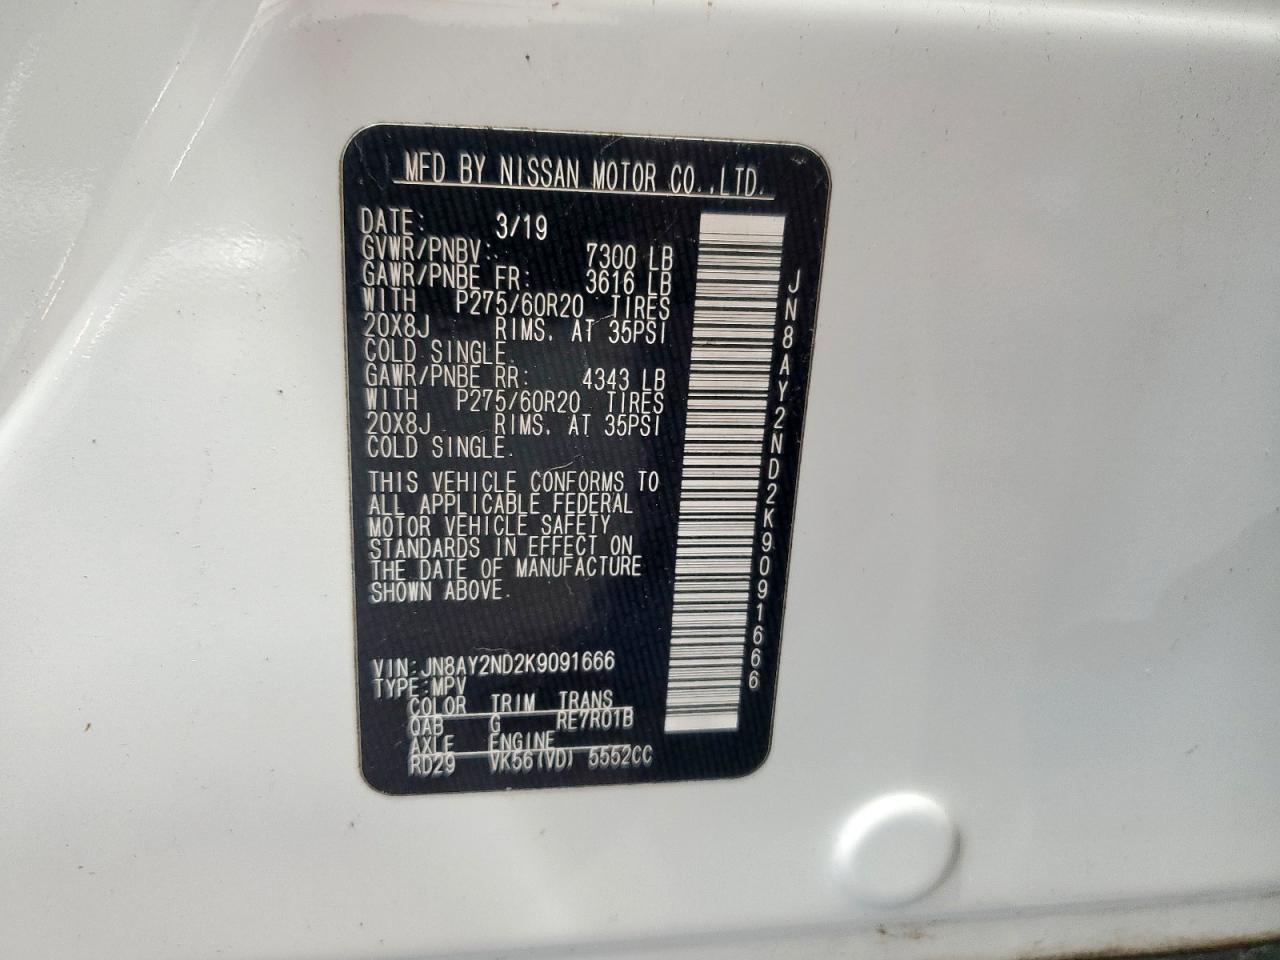 MFD BY NISSAN MOTOR CO.,LTD.
DATE: 3/19
GVWR/PNBV: 7300 LB
GAWR/PNBE FR: 3616 LB
WITH P275/60R20 TIRES
20X8J RIMS. AT 35PSI
COLD SINGLE.
GAWR/PNBE RR: 4343 LB
WITH P275/60R20 TIRES
20X8J RIMS. AT 35PSI
COLD SINGLE.
THIS VEHICLE CONFORMS TO
ALL APPLICABLE FEDERAL
MOTOR VEHICLE SAFETY
STANDARDS IN EFFECT ON
THE DATE OF MANUFACTURE
SHOWN ABOVE.
VIN:JN8AY2ND2K9091666
TYPE:MPV
COLOR TRIM TRANS
QAB G RE7R01B
AXLE ENGINE
RD29 VK56(VD) 5552CC
JN8AY2ND2K9091666